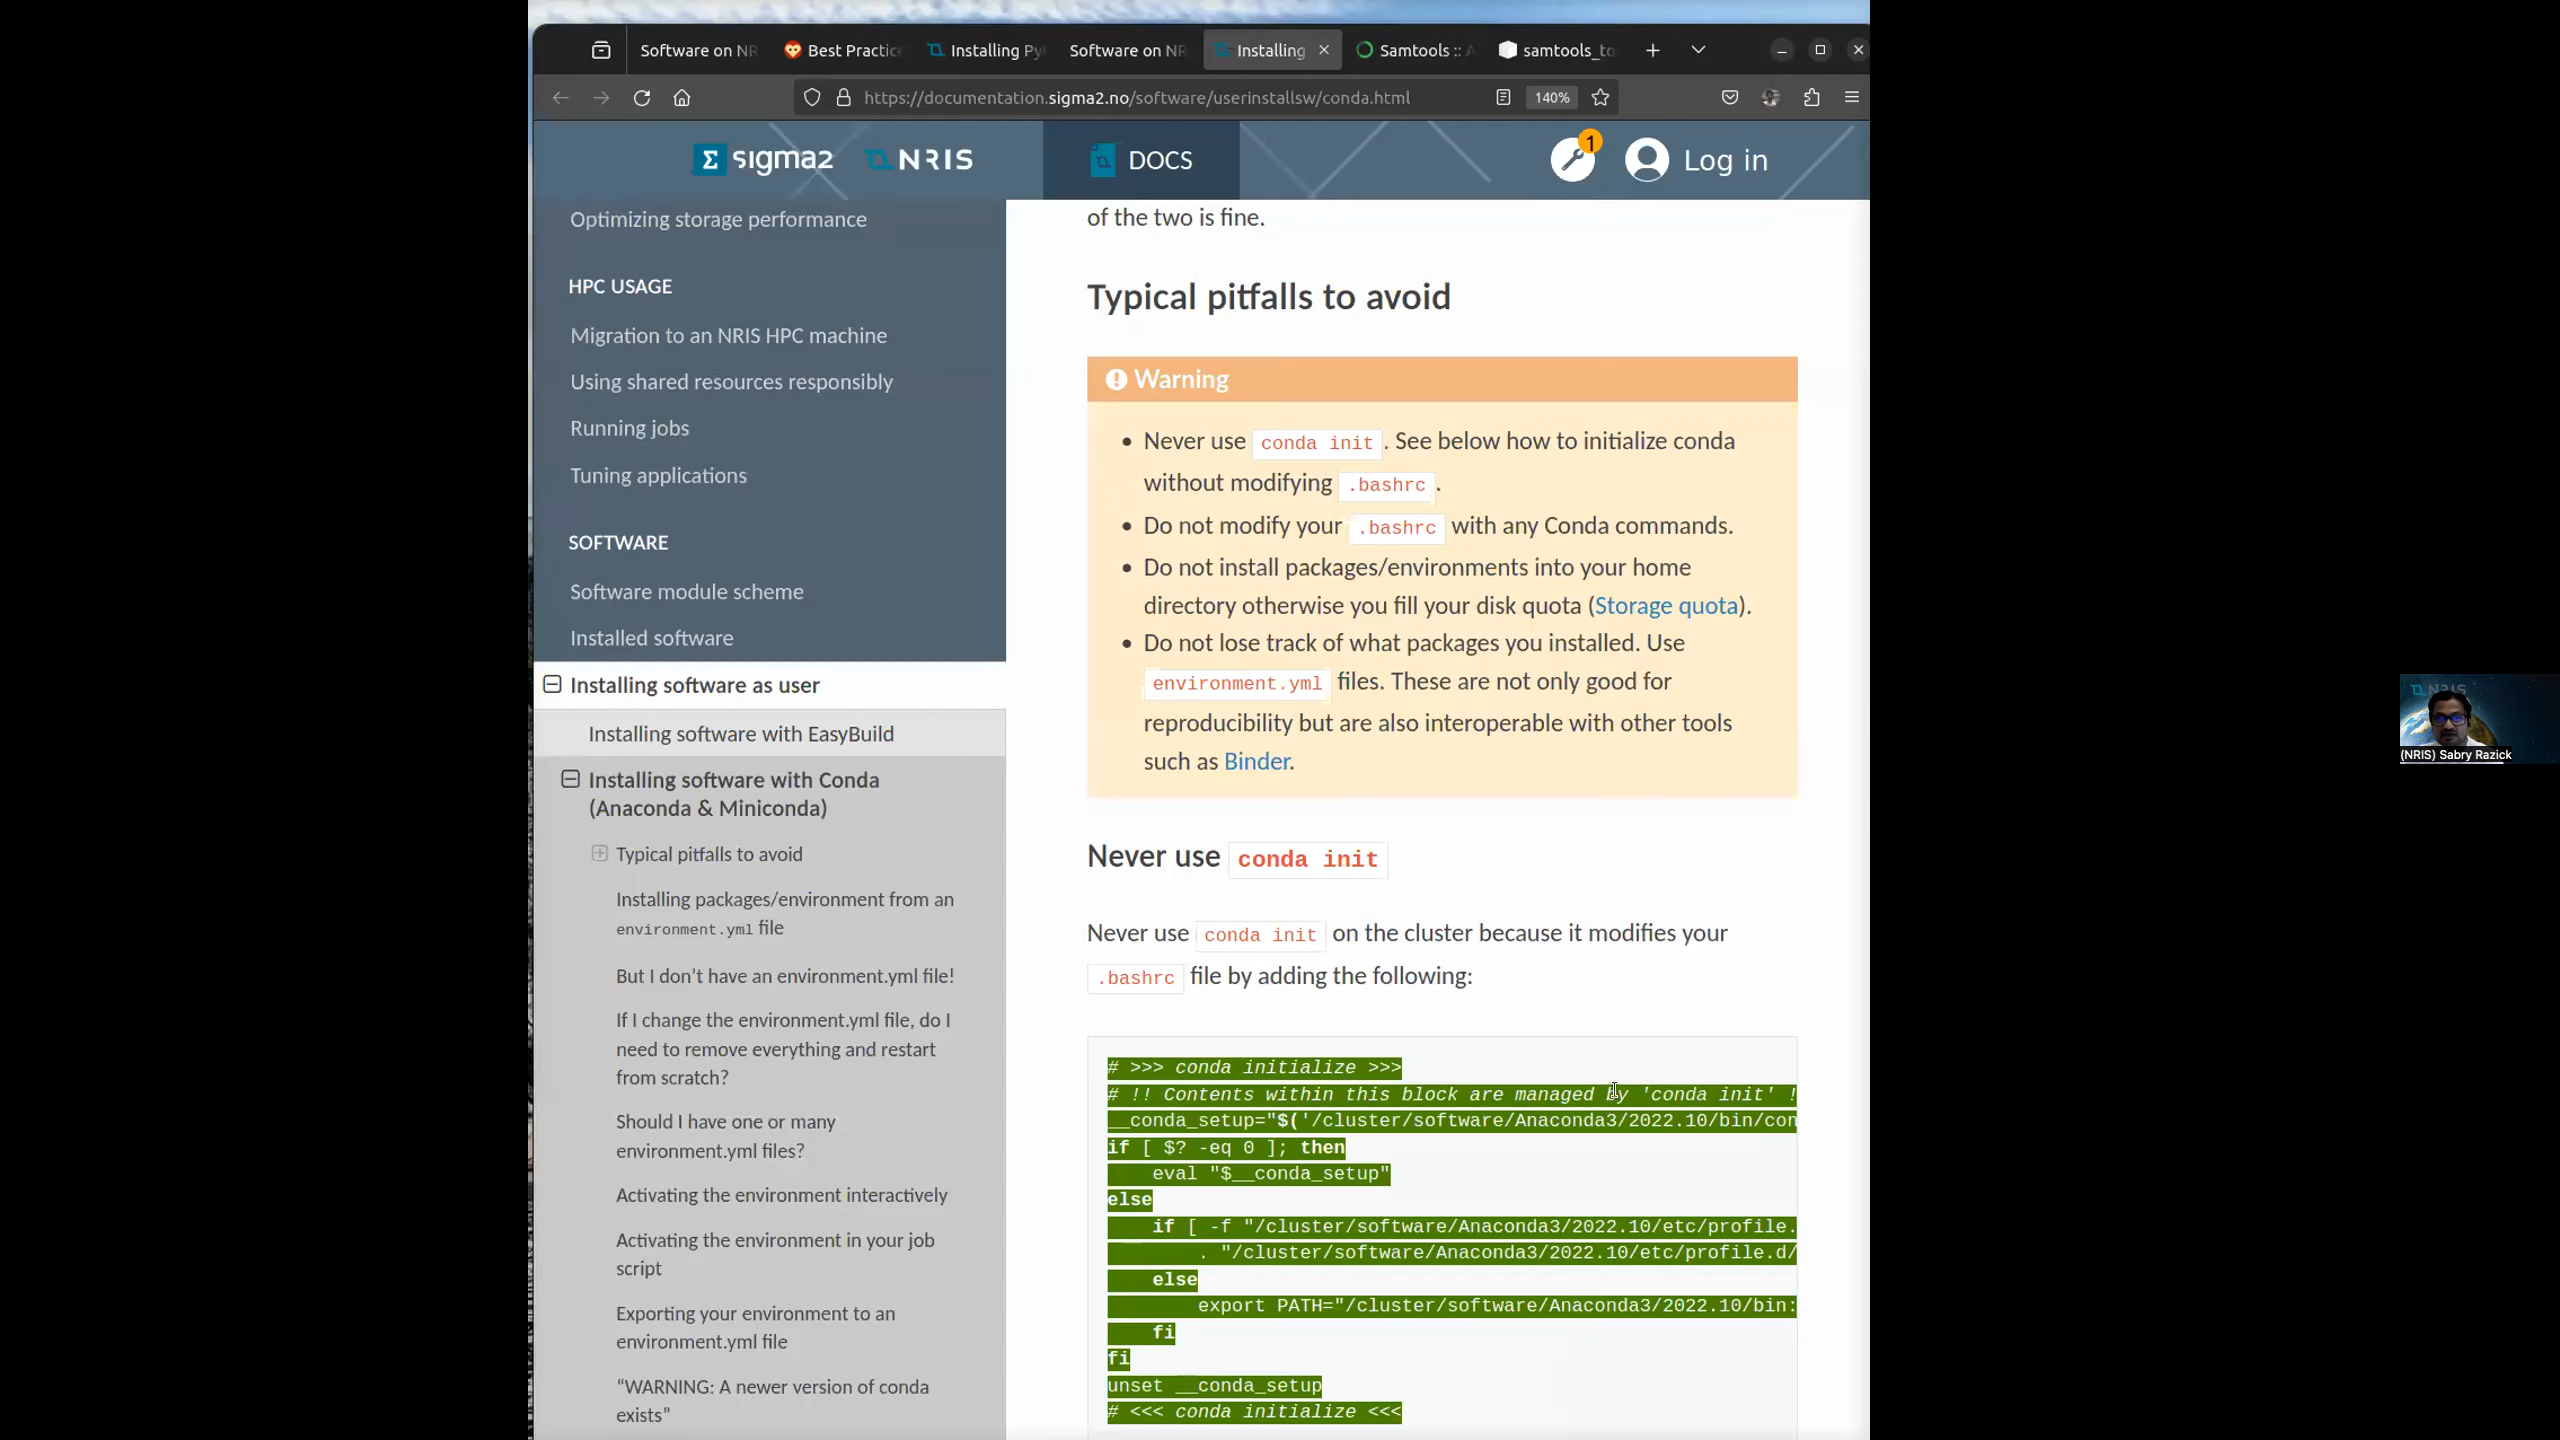 Software on NR
Best Practic
Installing Py
Software on NR
Installing
Samtools :: A
samtools_to
https://documentation.sigma2.no/software/userinstallsw/conda.html
140%
Σ sigma2
NRIS
DOCS
1
Log in
Optimizing storage performance
HPC USAGE
Migration to an NRIS HPC machine
Using shared resources responsibly
Running jobs
Tuning applications
SOFTWARE
Software module scheme
Installed software
Installing software as user
Installing software with EasyBuild
Installing software with Conda
(Anaconda & Miniconda)
Typical pitfalls to avoid
Installing packages/environment from an
environment.yml file
But I don’t have an environment.yml file!
If I change the environment.yml file, do I
need to remove everything and restart
from scratch?
Should I have one or many
environment.yml files?
Activating the environment interactively
Activating the environment in your job
script
Exporting your environment to an
environment.yml file
“WARNING: A newer version of conda
exists”
of the two is fine.
Typical pitfalls to avoid
Warning
• Never use conda init. See below how to initialize conda
without modifying .bashrc.
• Do not modify your .bashrc with any Conda commands.
• Do not install packages/environments into your home
directory otherwise you fill your disk quota (Storage quota).
• Do not lose track of what packages you installed. Use
environment.yml files. These are not only good for
reproducibility but are also interoperable with other tools
such as Binder.
Never use conda init
Never use conda init on the cluster because it modifies your
.bashrc file by adding the following:
# >>> conda initialize >>>
# !! Contents within this block are managed by 'conda init' !
__conda_setup="$('/cluster/software/Anaconda3/2022.10/bin/con
if [ $? -eq 0 ]; then
eval "$__conda_setup"
else
if [ -f "/cluster/software/Anaconda3/2022.10/etc/profile.
. "/cluster/software/Anaconda3/2022.10/etc/profile.d/
else
export PATH="/cluster/software/Anaconda3/2022.10/bin:
fi
fi
unset __conda_setup
# <<< conda initialize <<<
NRIS
(NRIS) Sabry Razick